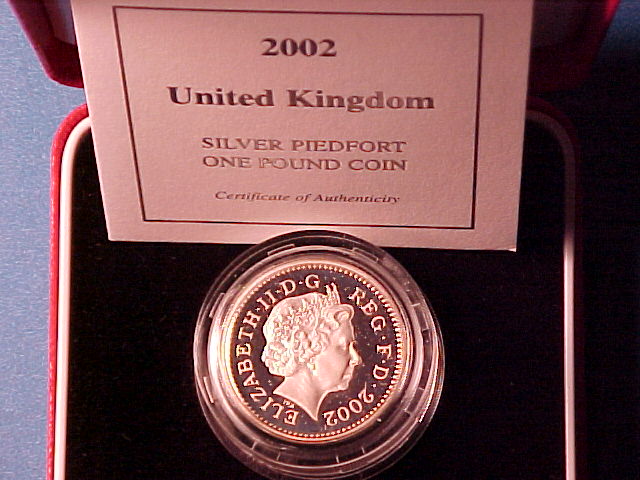 2002
United Kingdom
SILVER PIEDFORT
ONE POUND COIN
Certificate of Authenticity
ELIZABETH·II·D·G REG·F·D·2002